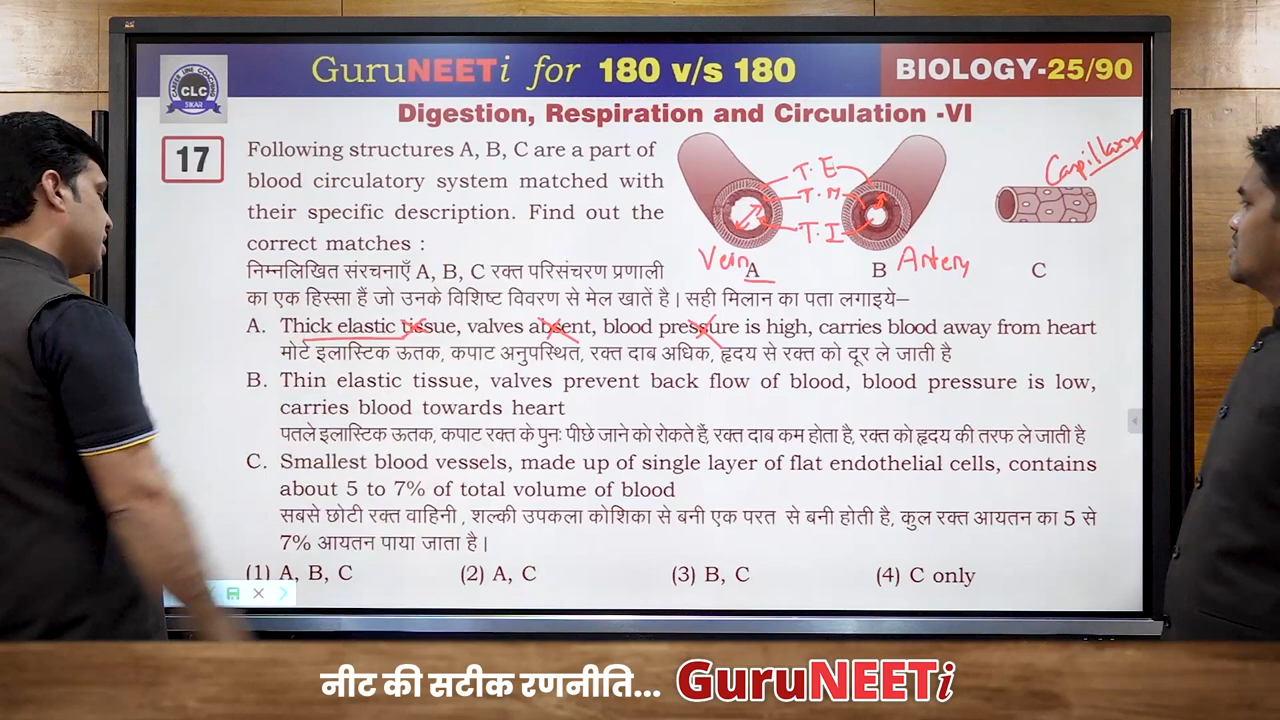 GuruNEETi for 180 v/s 180
BIOLOGY-25/90
CAREER LINE COACHING
CLC
SIKAR
Digestion, Respiration and Circulation -VI
17
Following structures A, B, C are a part of
blood circulatory system matched with
their specific description. Find out the
correct matches :
T.E
T.M
T.I
Vein
A
B
Artery
Capillary
C
निम्नलिखित संरचनाएँ A, B, C रक्त परिसंचरण प्रणाली
का एक हिस्सा हैं जो उनके विशिष्ट विवरण से मेल खातें है। सही मिलान का पता लगाइये–
A. Thick elastic tissue, valves absent, blood pressure is high, carries blood away from heart
मोटे इलास्टिक ऊतक, कपाट अनुपस्थित, रक्त दाब अधिक, हृदय से रक्त को दूर ले जाती है
B. Thin elastic tissue, valves prevent back flow of blood, blood pressure is low,
carries blood towards heart
पतले इलास्टिक ऊतक, कपाट रक्त के पुनः पीछे जाने को रोकते हैं, रक्त दाब कम होता है, रक्त को हृदय की तरफ ले जाती है
C. Smallest blood vessels, made up of single layer of flat endothelial cells, contains
about 5 to 7% of total volume of blood
सबसे छोटी रक्त वाहिनी , शल्की उपकला कोशिका से बनी एक परत से बनी होती है, कुल रक्त आयतन का 5 से
7% आयतन पाया जाता है।
(1) A, B, C (2) A, C (3) B, C (4) C only
नीट की सटीक रणनीति... GuruNEETi